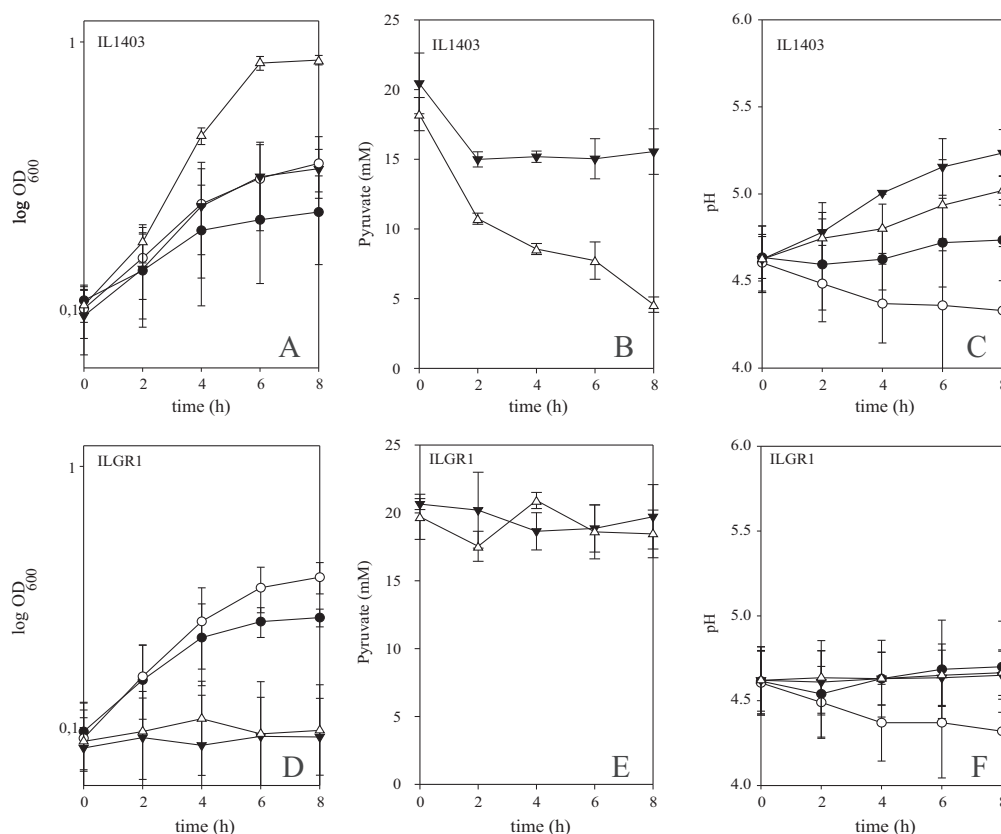 IL1403
1
0,1
log OD600
A
0 2 4 6 8
time (h)
IL1403
25
20
15
10
5
0
Pyruvate (mM)
B
0 2 4 6 8
time (h)
IL1403
6.0
5.5
5.0
4.5
4.0
pH
C
0 2 4 6 8
time (h)
ILGR1
1
0,1
log OD600
D
0 2 4 6 8
time (h)
ILGR1
25
20
15
10
5
0
Pyruvate (mM)
E
0 2 4 6 8
time (h)
ILGR1
6.0
5.5
5.0
4.5
4.0
pH
F
0 2 4 6 8
time (h)